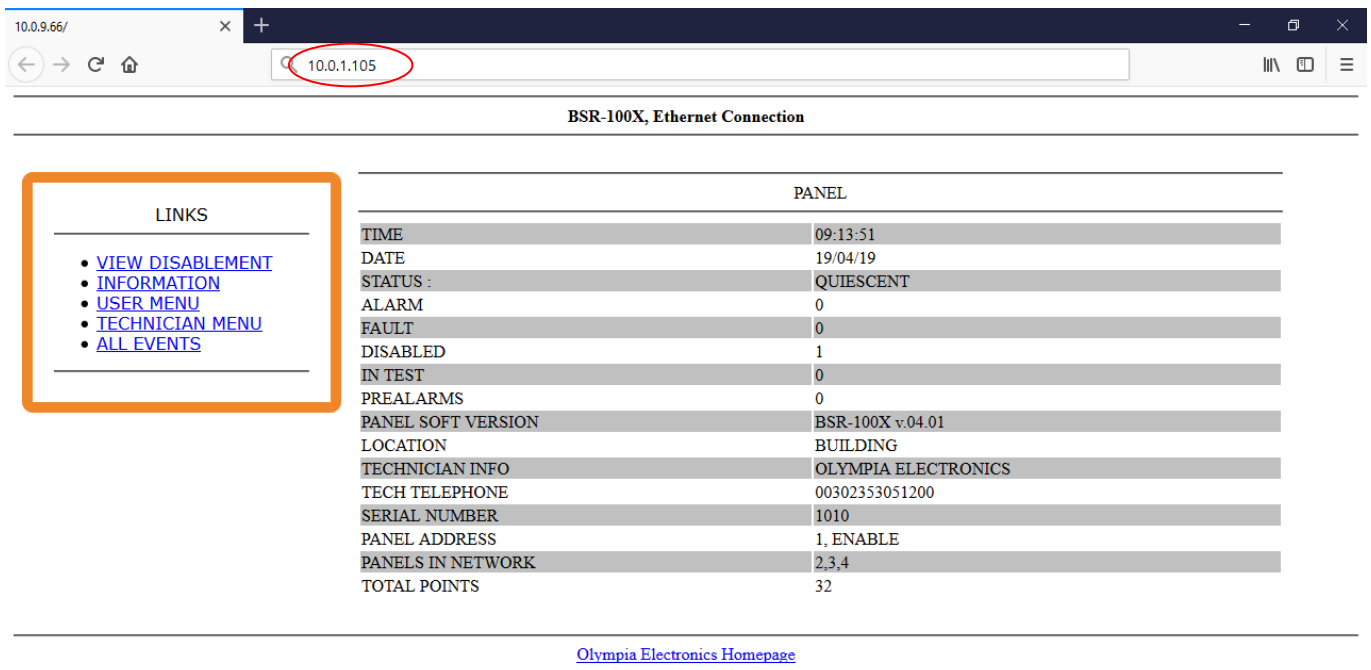 10.0.9.66/
10.0.1.105
BSR-100X, Ethernet Connection
LINKS
VIEW DISABLEMENT
INFORMATION
USER MENU
TECHNICIAN MENU
ALL EVENTS
PANEL
TIME 09:13:51
DATE 19/04/19
STATUS : QUIESCENT
ALARM 0
FAULT 0
DISABLED 1
IN TEST 0
PREALARMS 0
PANEL SOFT VERSION BSR-100X v.04.01
LOCATION BUILDING
TECHNICIAN INFO OLYMPIA ELECTRONICS
TECH TELEPHONE 00302353051200
SERIAL NUMBER 1010
PANEL ADDRESS 1, ENABLE
PANELS IN NETWORK 2,3,4
TOTAL POINTS 32
Olympia Electronics Homepage